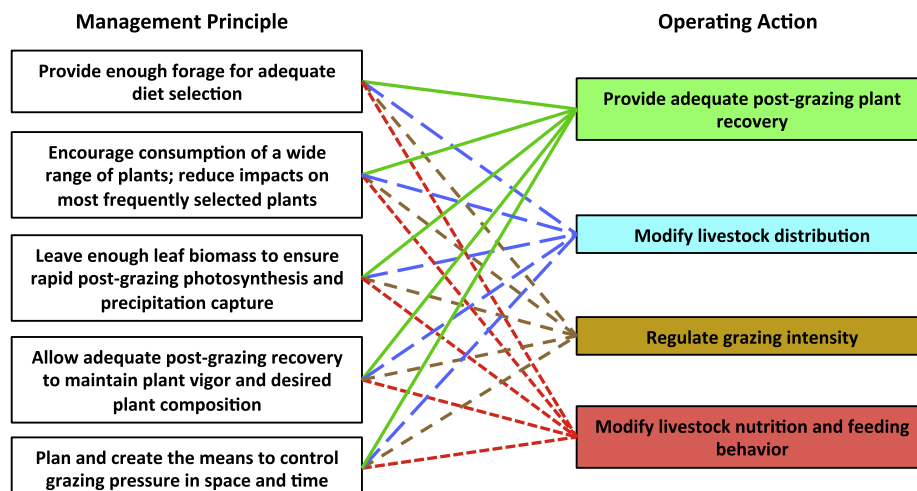 Management Principle
Operating Action
Provide enough forage for adequate
diet selection
Encourage consumption of a wide
range of plants; reduce impacts on
most frequently selected plants
Leave enough leaf biomass to ensure
rapid post-grazing photosynthesis and
precipitation capture
Allow adequate post-grazing recovery
to maintain plant vigor and desired
plant composition
Plan and create the means to control
grazing pressure in space and time
Provide adequate post-grazing plant
recovery
Modify livestock distribution
Regulate grazing intensity
Modify livestock nutrition and feeding
behavior